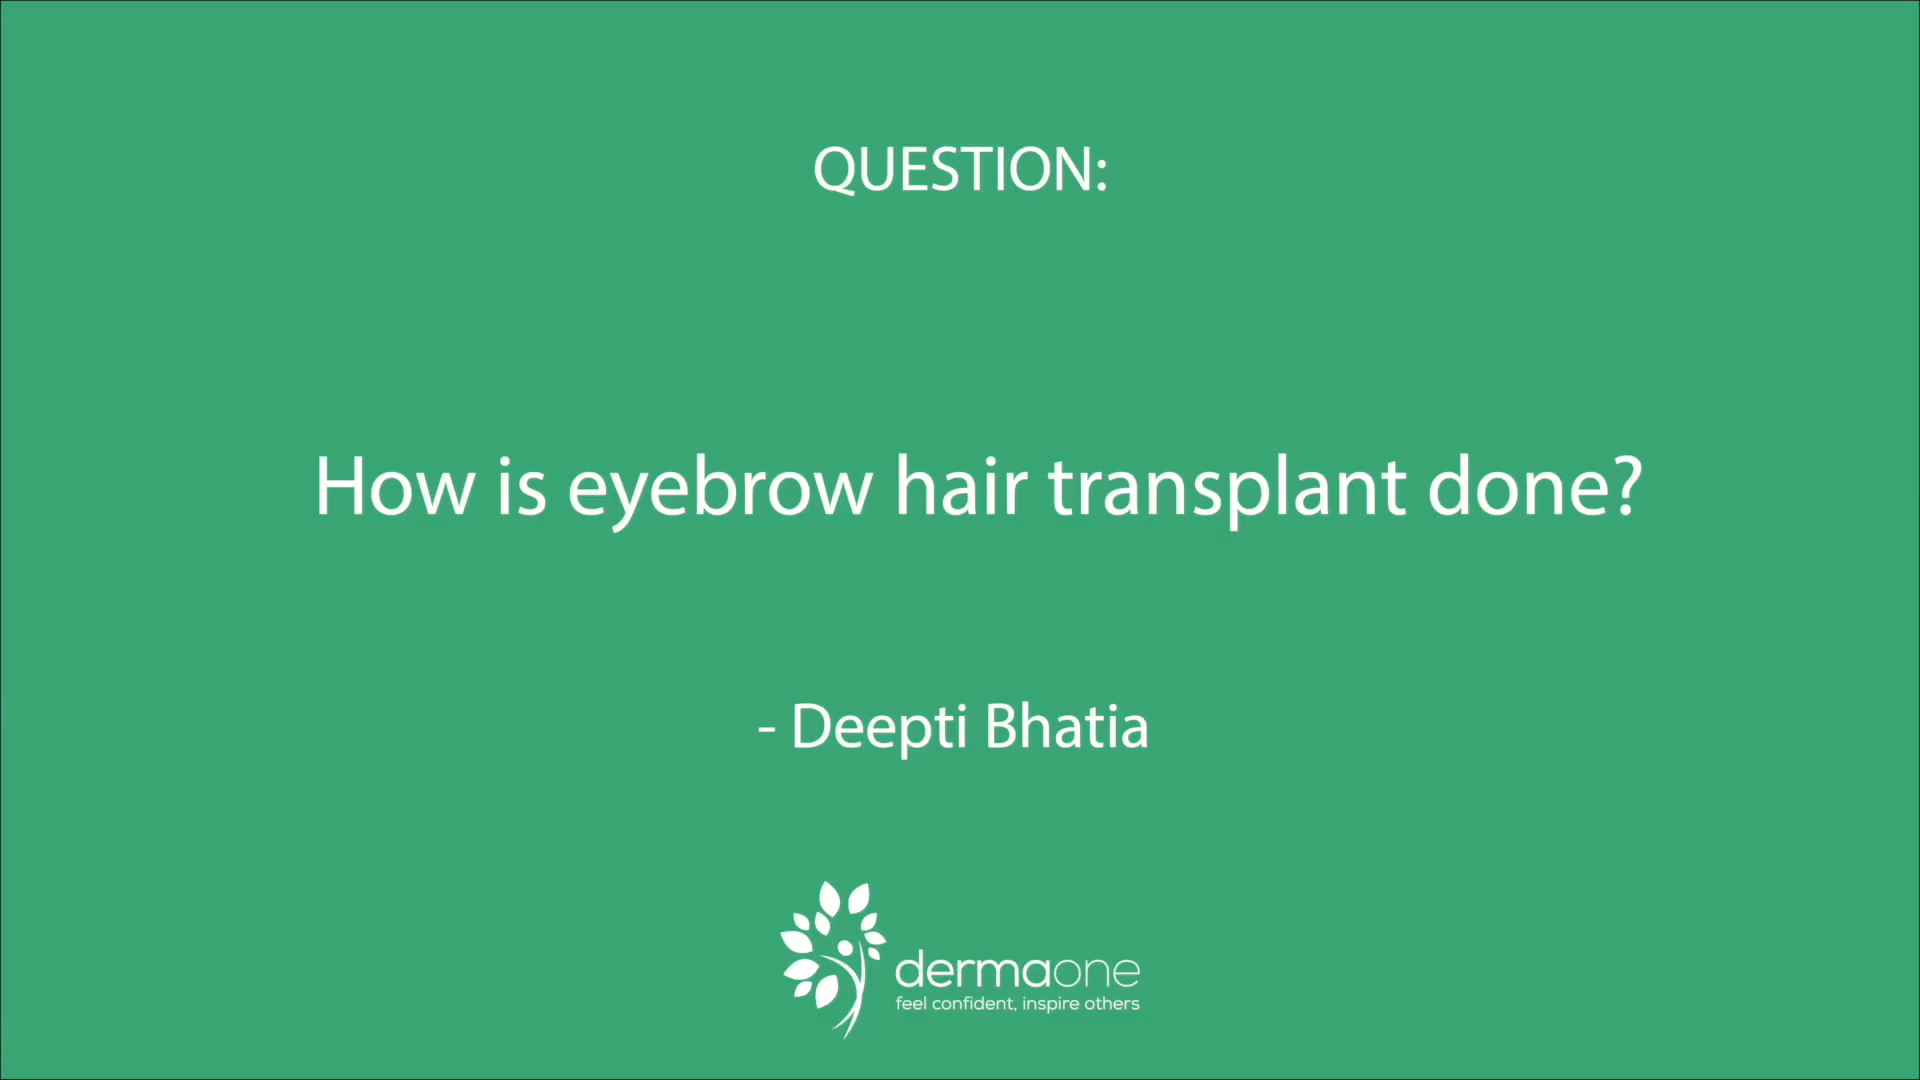 QUESTION:
How is eyebrow hair transplant done?
- Deepti Bhatia
dermaone
feel confident, inspire others